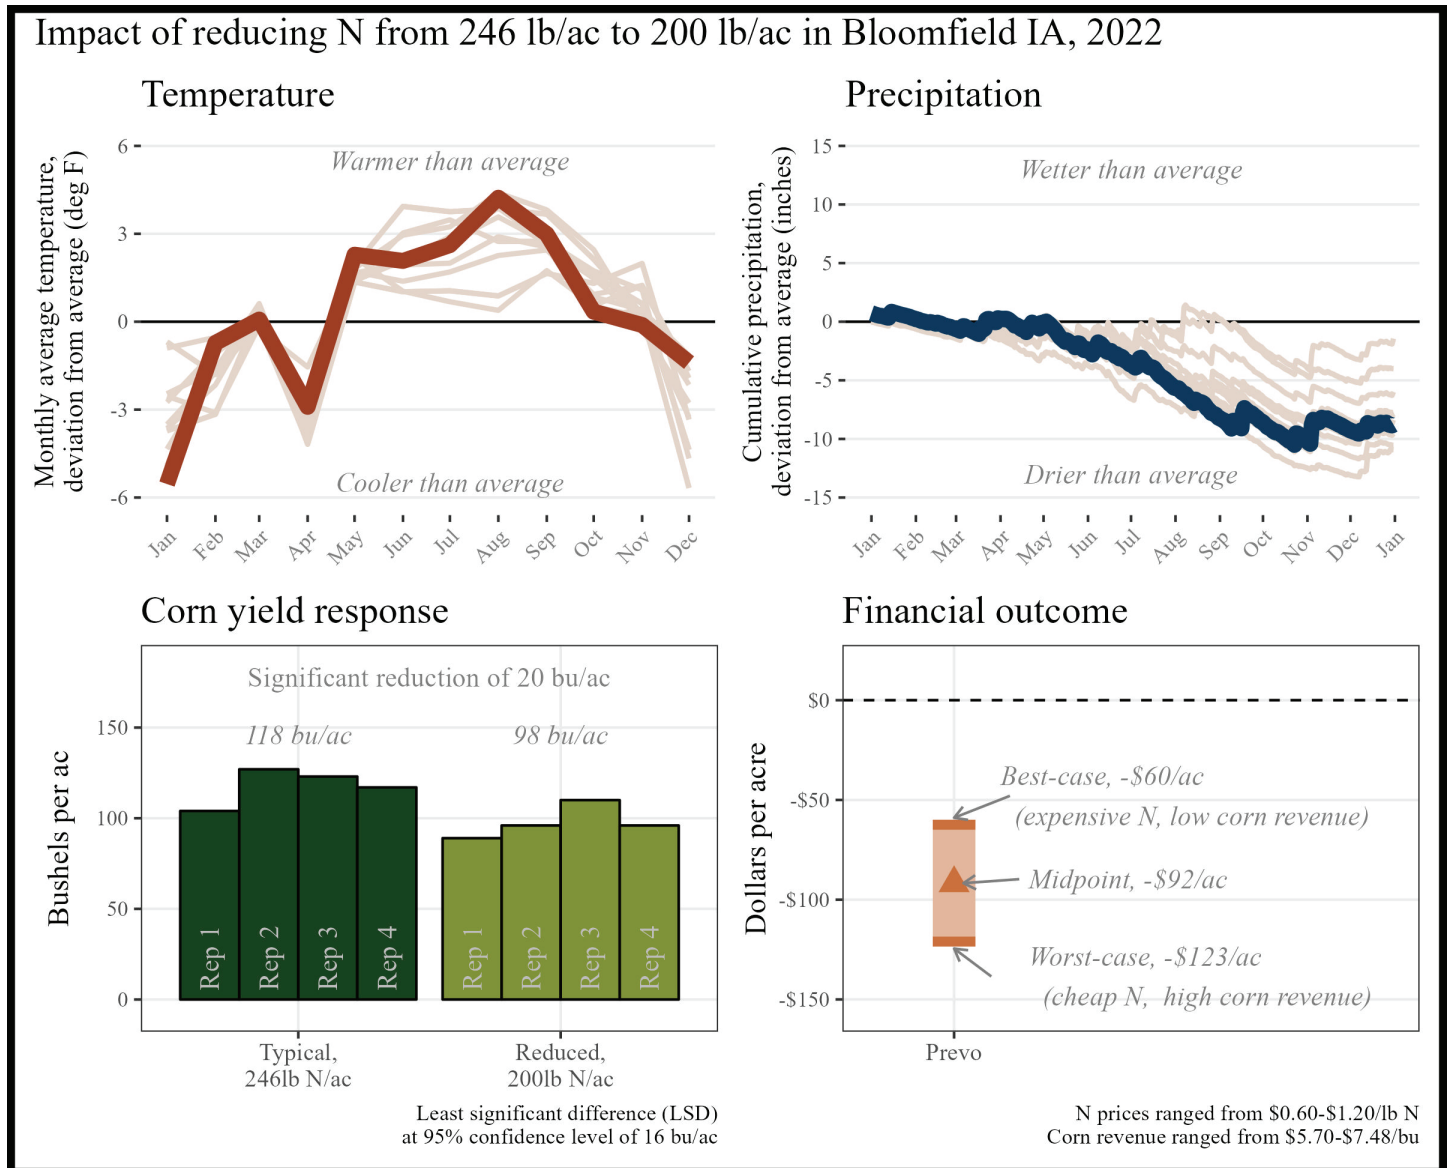 Impact of reducing N from 246 lb/ac to 200 lb/ac in Bloomfield IA, 2022
Temperature
Monthly average temperature,
deviation from average (deg F)
6
3
0
-3
-6
Warmer than average
Cooler than average
Jan
Feb
Mar
Apr
May
Jun
Jul
Aug
Sep
Oct
Nov
Dec
Precipitation
Cumulative precipitation,
deviation from average (inches)
15
10
5
0
-5
-10
-15
Wetter than average
Drier than average
Jan
Feb
Mar
Apr
May
Jun
Jul
Aug
Sep
Oct
Nov
Dec
Jan
Corn yield response
Bushels per ac
150
100
50
0
Significant reduction of 20 bu/ac
118 bu/ac
98 bu/ac
Rep 1
Rep 2
Rep 3
Rep 4
Rep 1
Rep 2
Rep 3
Rep 4
Typical,
246lb N/ac
Reduced,
200lb N/ac
Least significant difference (LSD)
at 95% confidence level of 16 bu/ac
Financial outcome
Dollars per acre
$0
-$50
-$100
-$150
Best-case, -$60/ac
(expensive N, low corn revenue)
Midpoint, -$92/ac
Worst-case, -$123/ac
(cheap N, high corn revenue)
Prevo
N prices ranged from $0.60-$1.20/lb N
Corn revenue ranged from $5.70-$7.48/bu